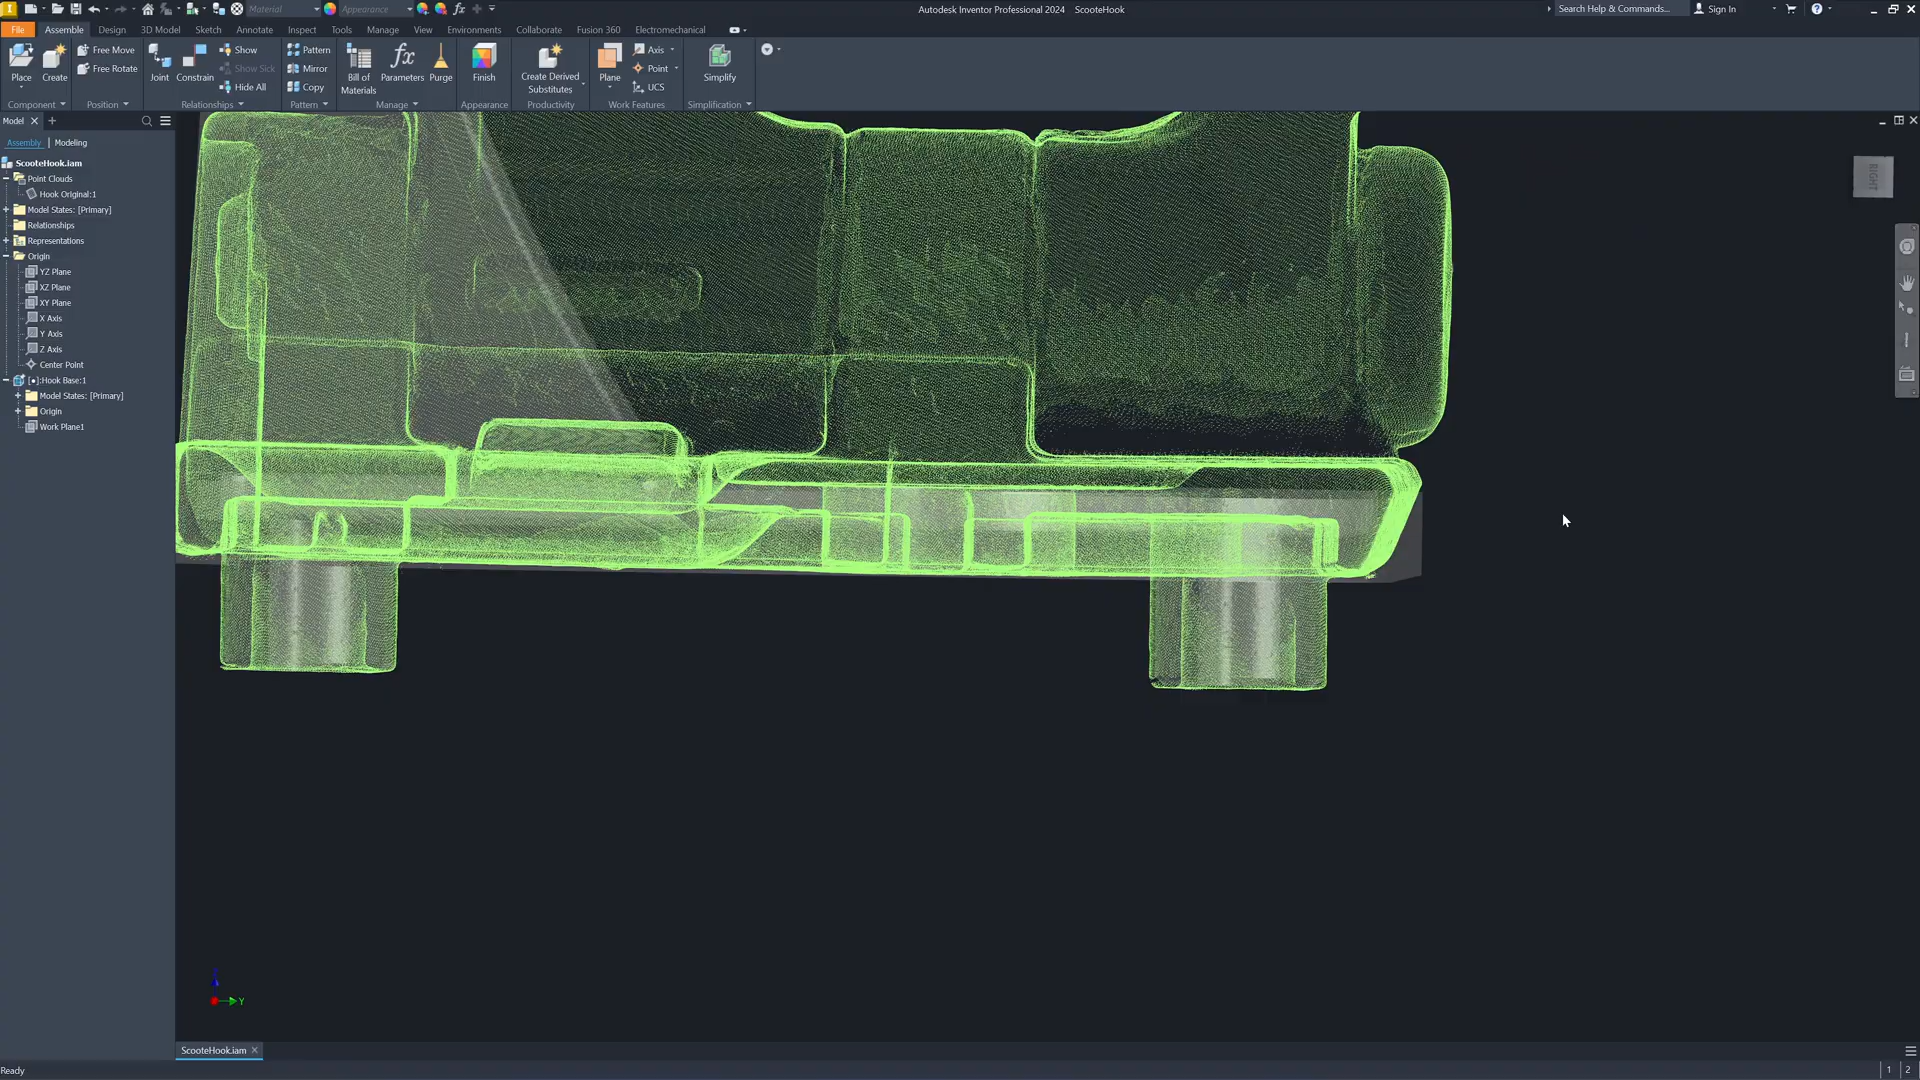 Material
Appearance
Autodesk Inventor Professional 2024 ScooteHook
Search Help & Commands...
Sign In
File
Assemble
Design
3D Model
Sketch
Annotate
Inspect
Manage
Tools
View
Environments
Collaborate
Fusion 360
Electromechanical
Place
Create
Free Move
Free Rotate
Joint
Constrain
Show
Show Sick
Hide All
Pattern
Mirror
Copy
Bill of
Materials
Parameters
Purge
Finish
Create Derived
Substitutes
Plane
Axis
Point
UCS
Simplify
Component
Position
Relationships
Pattern
Manage
Appearance
Productivity
Work Features
Simplification
Model
Assembly
Modeling
ScooteHook.iam
Point Clouds
Hook Original:1
Model States: [Primary]
Relationships
Representations
Origin
YZ Plane
XZ Plane
XY Plane
X Axis
Y Axis
Z Axis
Center Point
[•]:Hook Base:1
Model States: [Primary]
Origin
Work Plane1
RIGHT
Y
ScooteHook.iam
Ready
1
2